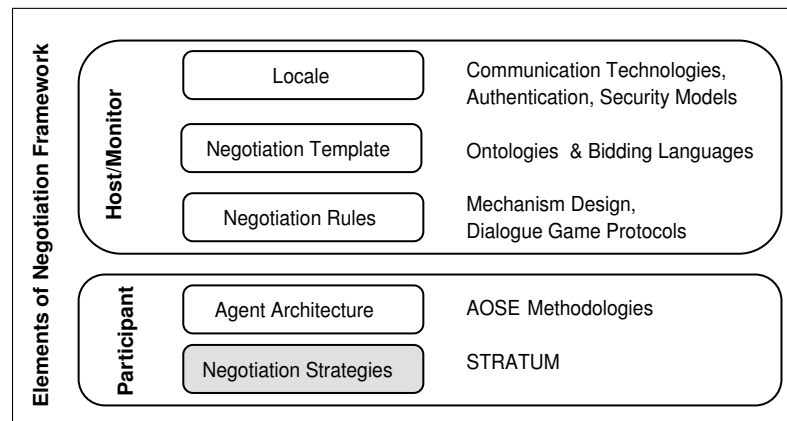 Elements of Negotiation Framework
Host/Monitor
Locale
Communication Technologies,
Authentication, Security Models
Negotiation Template
Ontologies & Bidding Languages
Negotiation Rules
Mechanism Design,
Dialogue Game Protocols
Participant
Agent Architecture
AOSE Methodologies
Negotiation Strategies
STRATUM